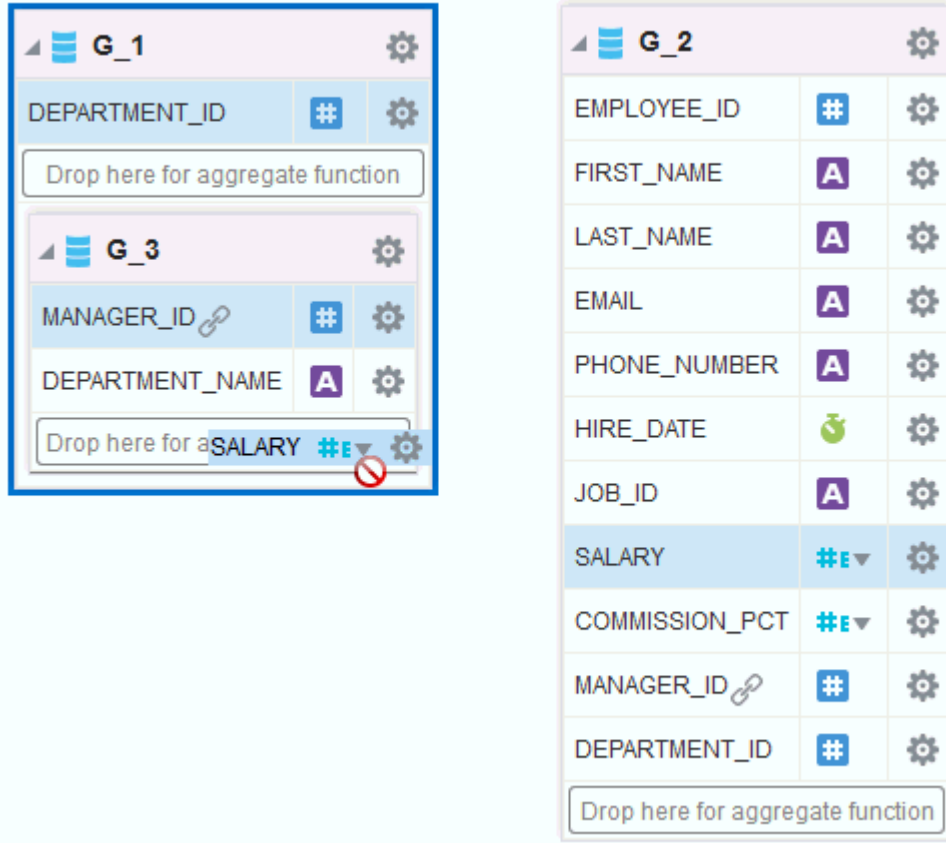 G_1
DEPARTMENT_ID
Drop here for aggregate function
G_3
MANAGER_ID
DEPARTMENT_NAME
Drop here for a
SALARY #E
G_2
EMPLOYEE_ID #
FIRST_NAME A
LAST_NAME A
EMAIL A
PHONE_NUMBER A
HIRE_DATE
JOB_ID A
SALARY #E
COMMISSION_PCT #E
MANAGER_ID #
DEPARTMENT_ID #
Drop here for aggregate function